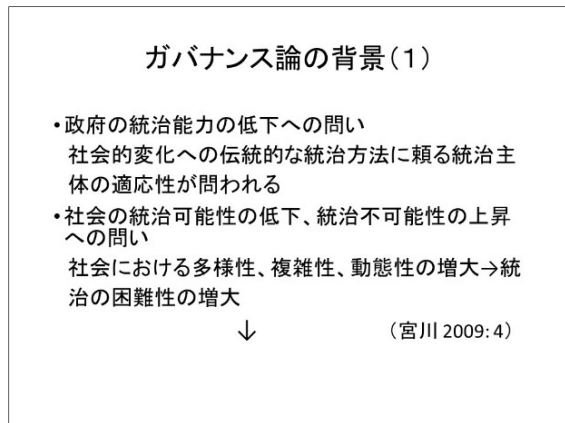 ガバナンス論の背景(1)
•政府の統治能力の低下への問い
社会的変化への伝統的な統治方法に頼る統治主
体の適応性が問われる
•社会の統治可能性の低下、統治不可能性の上昇
への問い
社会における多様性、複雑性、動態性の増大→統
治の困難性の増大
↓ (宮川 2009:4)